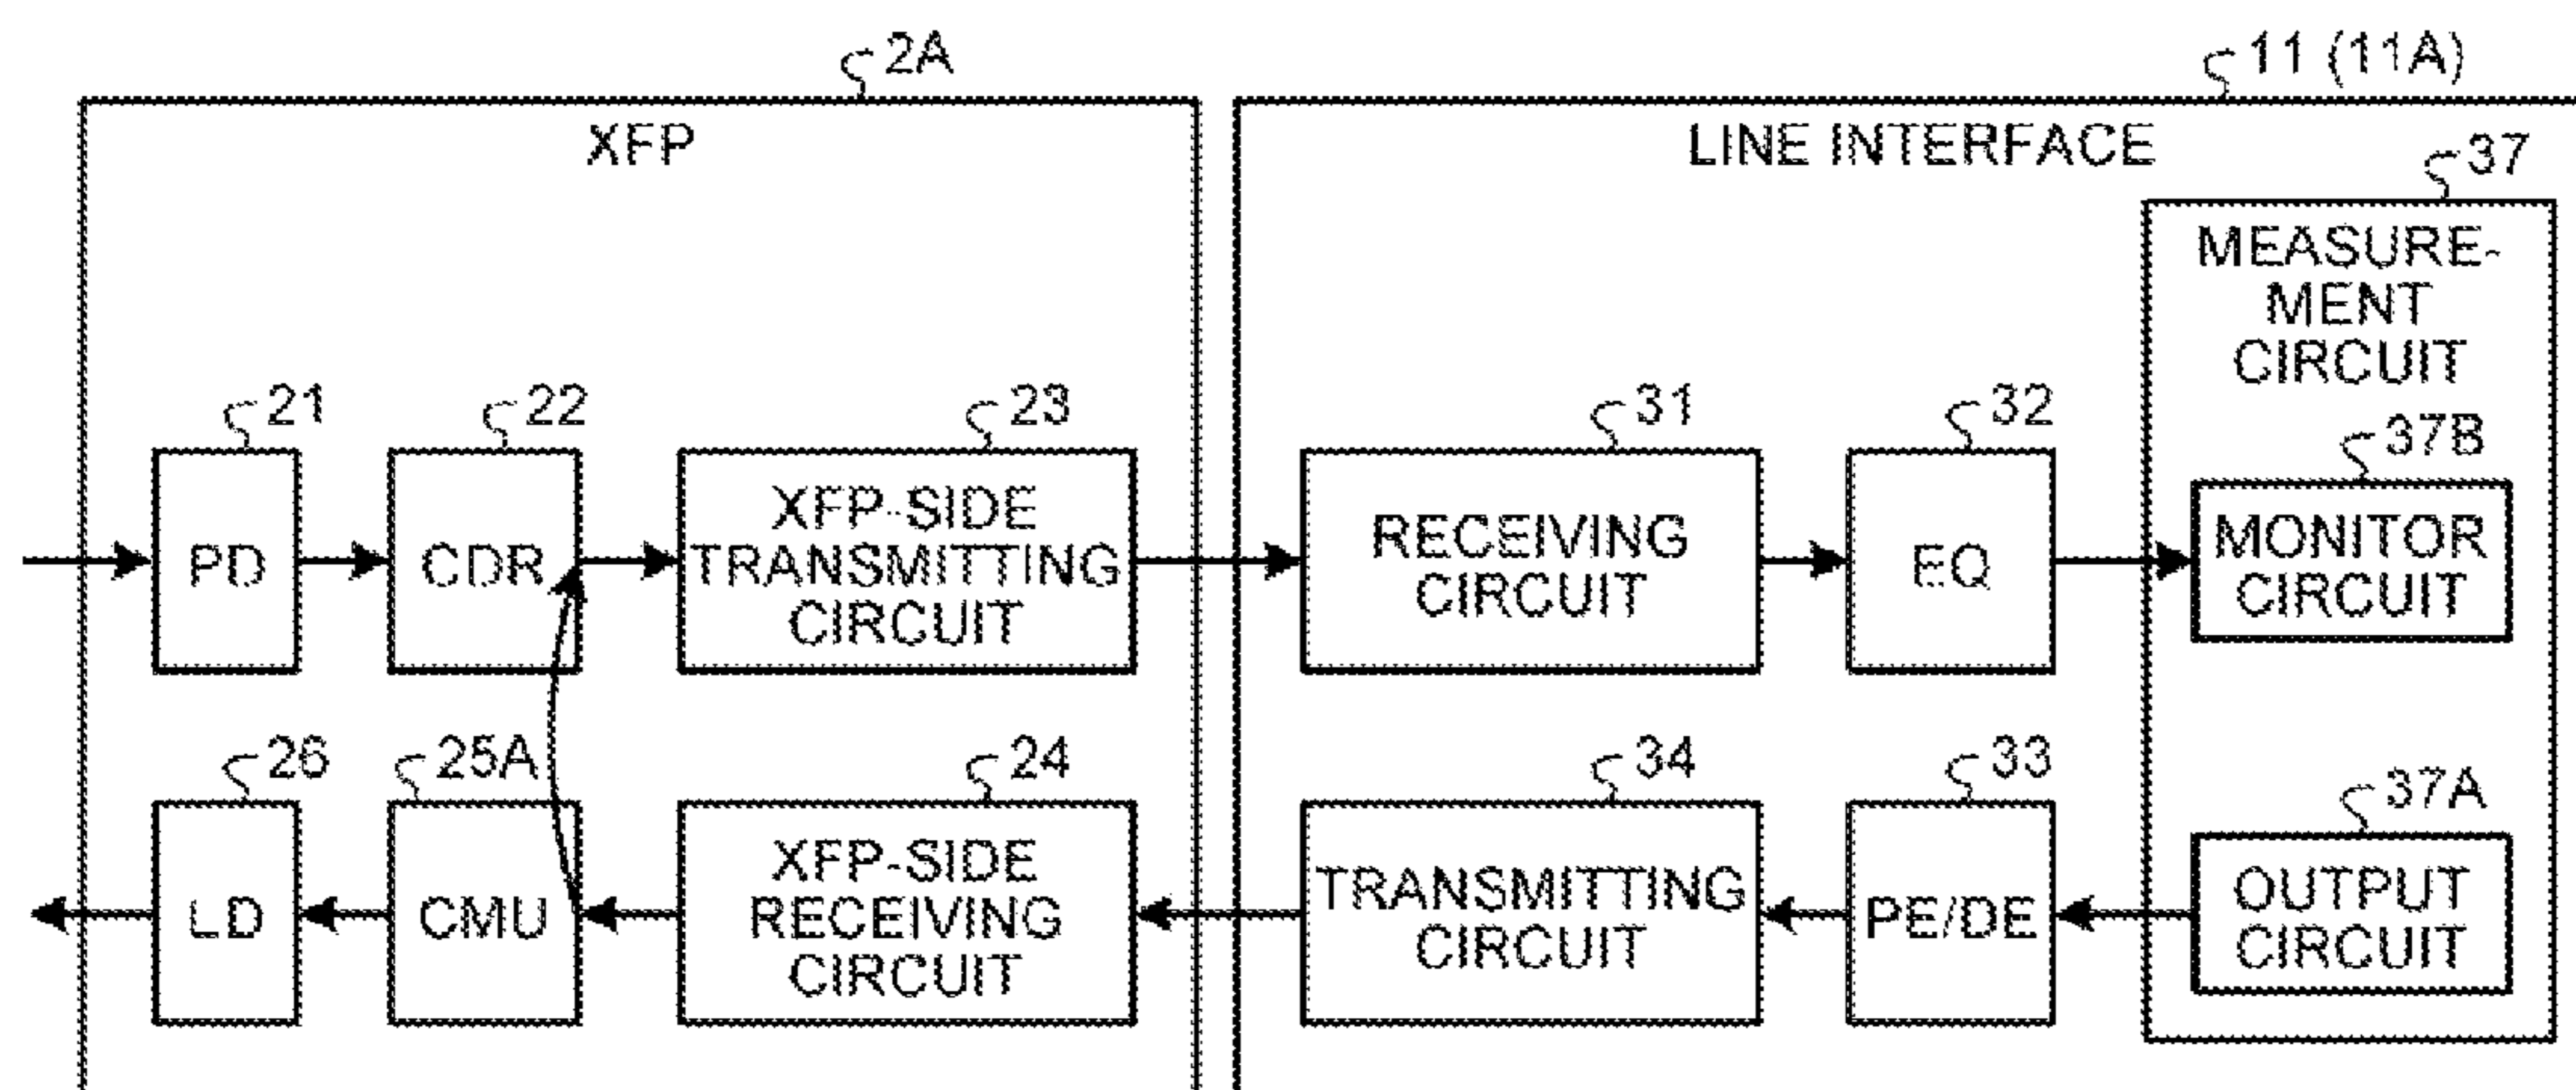 2A
11 (11A)
XFP
LINE INTERFACE
37
MEASURE-
MENT
CIRCUIT
21
22
23
31
32
37B
PD
CDR
XFP-SIDE
TRANSMITTING
CIRCUIT
RECEIVING
CIRCUIT
EQ
MONITOR
CIRCUIT
26
25A
24
34
33
37A
LD
CMU
XFP-SIDE
RECEIVING
CIRCUIT
TRANSMITTING
CIRCUIT
PE/DE
OUTPUT
CIRCUIT